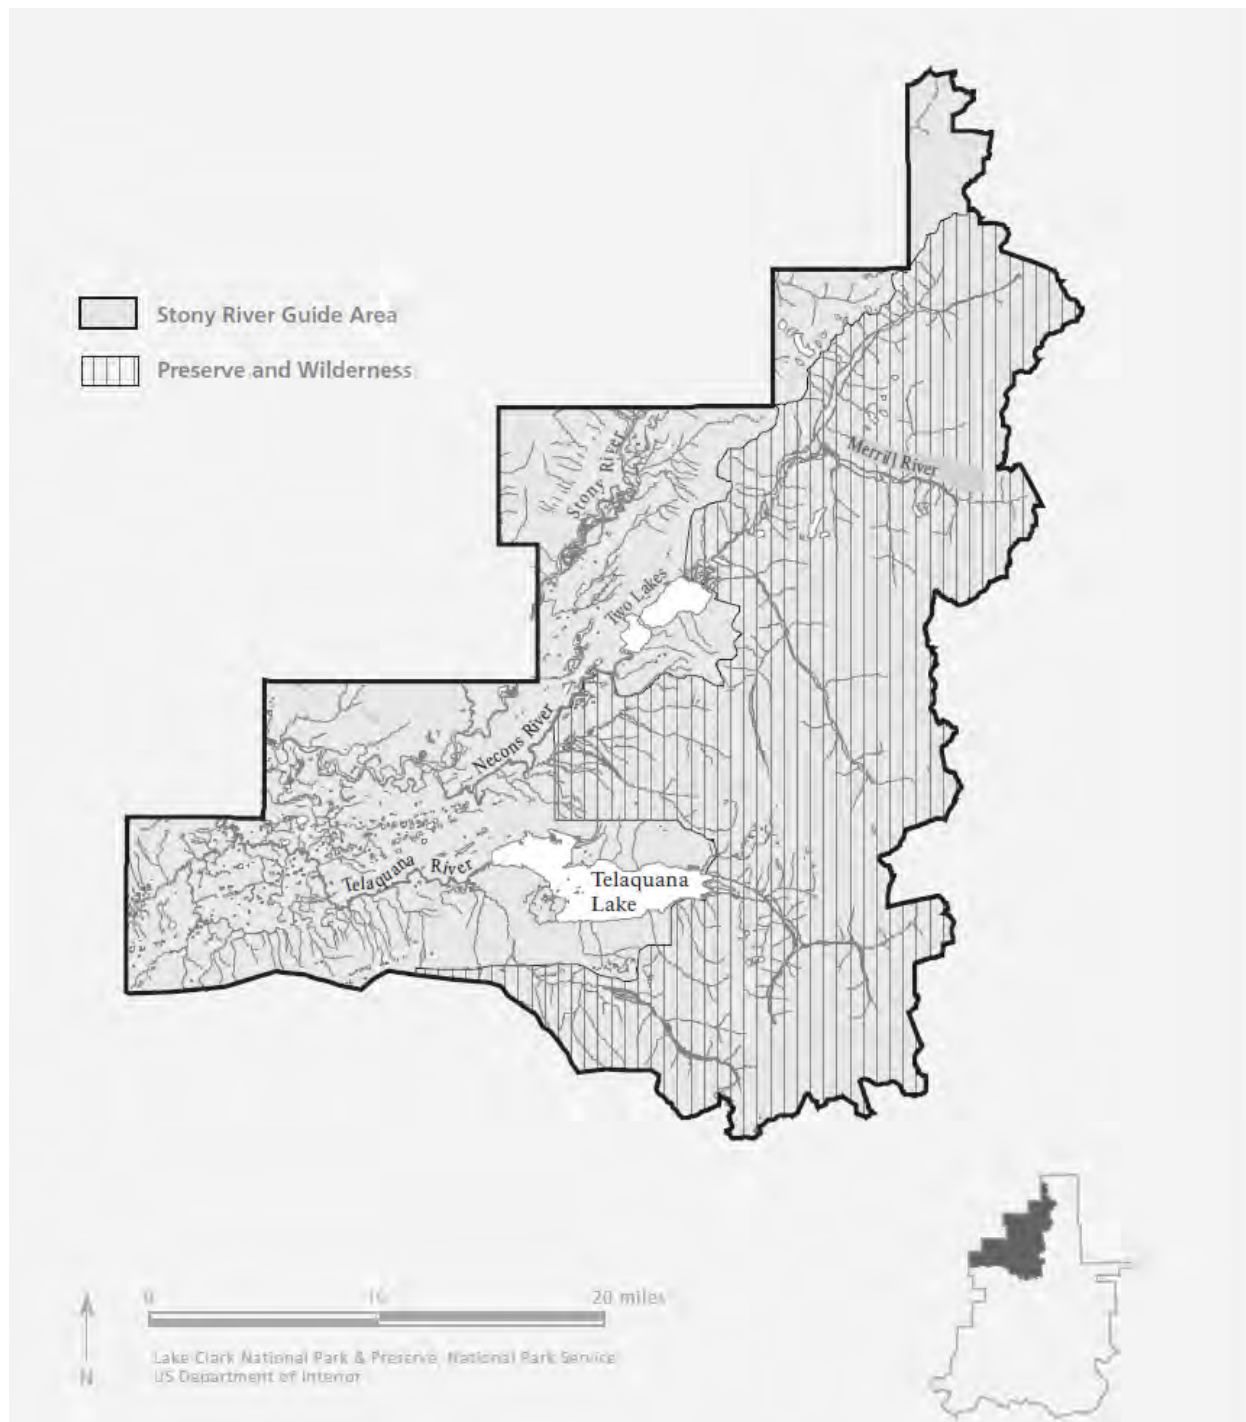 Stony River Guide Area
Preserve and Wilderness
Stony River
Merrill River
Two Lakes
Necons River
Telaquana River
Telaquana
Lake
0 10 20 miles
Lake Clark National Park & Preserve National Park Service
US Department of Interior
N